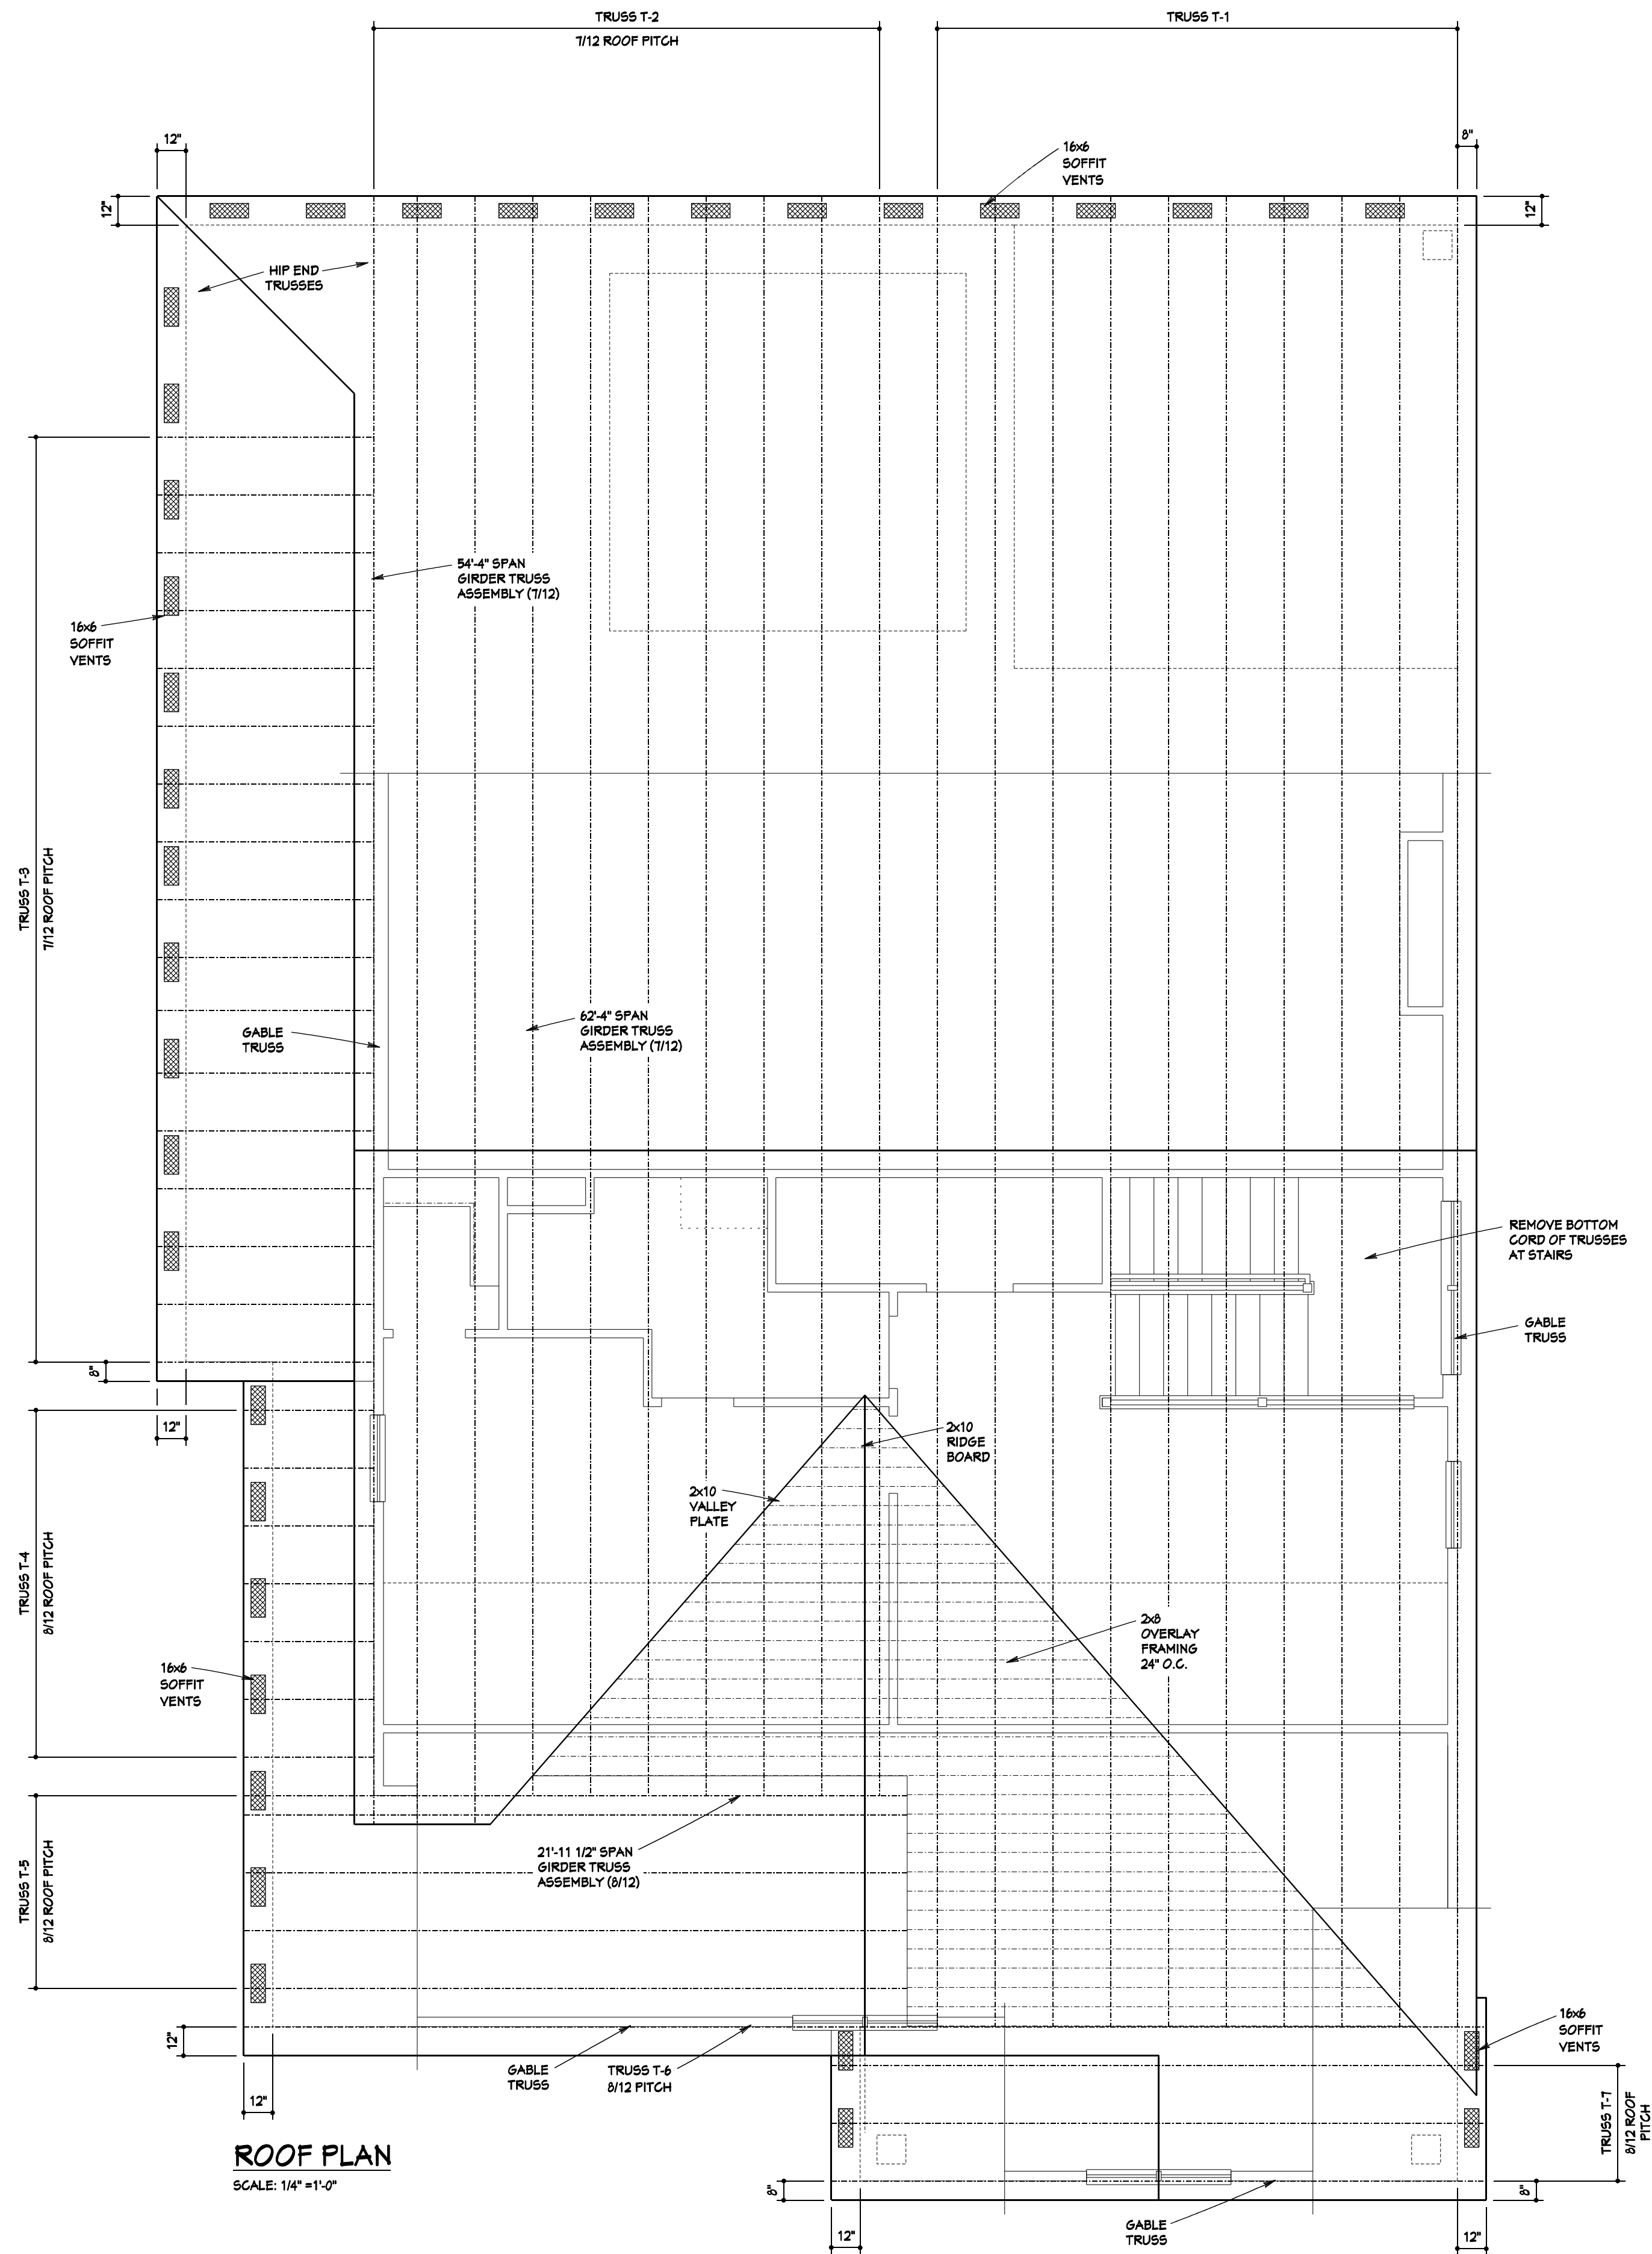 TRUSS T-2
7/12 ROOF PITCH
TRUSS T-1
12"
8"
16x6
SOFFIT
VENTS
12"
12"
HIP END
TRUSSES
54'-4" SPAN
GIRDER TRUSS
ASSEMBLY (7/12)
16x6
SOFFIT
VENTS
TRUSS T-3
7/12 ROOF PITCH
62'-4" SPAN
GIRDER TRUSS
ASSEMBLY (7/12)
GABLE
TRUSS
REMOVE BOTTOM
CORD OF TRUSSES
AT STAIRS
GABLE
TRUSS
8"
12"
2x10
RIDGE
BOARD
2x10
VALLEY
PLATE
TRUSS T-4
8/12 ROOF PITCH
2x8
OVERLAY
FRAMING
24" O.C.
16x6
SOFFIT
VENTS
21'-11 1/2" SPAN
GIRDER TRUSS
ASSEMBLY (8/12)
TRUSS T-5
8/12 ROOF PITCH
12"
16x6
SOFFIT
VENTS
GABLE
TRUSS
TRUSS T-6
8/12 PITCH
12"
TRUSS T-7
8/12 ROOF
PITCH
ROOF PLAN
SCALE: 1/4" =1'-0"
8"
8"
GABLE
TRUSS
12"
12"